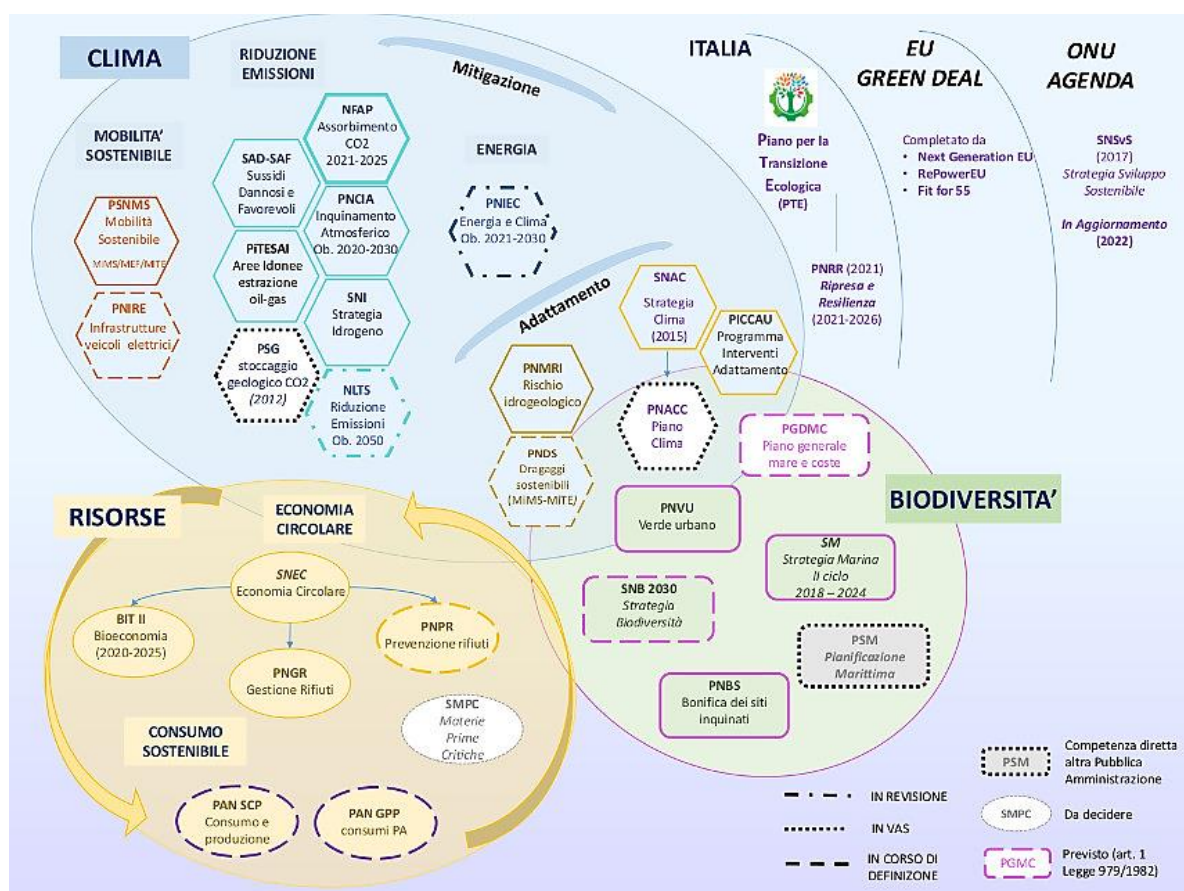 CLIMA
RIDUZIONE
EMISSIONI
Mitigazione
ITALIA
EU
GREEN DEAL
ONU
AGENDA
MOBILITA'
SOSTENIBILE
PSNMS
Mobilità
Sostenibile
MIMS/MEF/MITE
PNIRE
Infrastrutture
veicoli elettrici
NFAP
Assorbimento
CO2
2021-2025
SAD-SAF
Sussidi
Dannosi e
Favorevoli
PNCIA
Inquinamento
Atmosferico
Ob. 2020-2030
PiTESAI
Aree Idonee
estrazione
oil-gas
SNI
Strategia
Idrogeno
PSG
stoccaggio
geologico CO2
(2012)
NLTS
Riduzione
Emissioni
Ob. 2050
ENERGIA
PNIEC
Energia e Clima
Ob. 2021-2030
Piano per la
Transizione
Ecologica
(PTE)
PNRR (2021)
Ripresa e
Resilienza
(2021-2026)
Completato da
• Next Generation EU
• RePowerEU
• Fit for 55
SNSvS
(2017)
Strategia Sviluppo
Sostenibile
In Aggiornamento
(2022)
Adattamento
SNAC
Strategia
Clima
(2015)
PICCAU
Programma
Interventi
Adattamento
PNMRI
Rischio
idrogeologico
PNDS
Dragaggi
sostenibili
(MiMS-MiTE)
PNACC
Piano
Clima
PGDMC
Piano generale
mare e coste
BIODIVERSITA'
PNVU
Verde urbano
SM
Strategia Marina
II ciclo
2018 – 2024
SNB 2030
Strategia
Biodiversità
PSM
Pianificazione
Marittima
PNBS
Bonifica dei siti
inquinati
RISORSE
ECONOMIA
CIRCOLARE
SNEC
Economia Circolare
BIT II
Bioeconomia
(2020-2025)
PNPR
Prevenzione rifiuti
PNGR
Gestione Rifiuti
SMPC
Materie
Prime
Critiche
CONSUMO
SOSTENIBILE
PAN SCP
Consumo e
produzione
PAN GPP
consumi PA
IN REVISIONE
IN VAS
IN CORSO DI
DEFINIZONE
PSM
Competenza diretta
altra Pubblica
Amministrazione
SMPC
Da decidere
PGMC
Previsto (art. 1
Legge 979/1982)